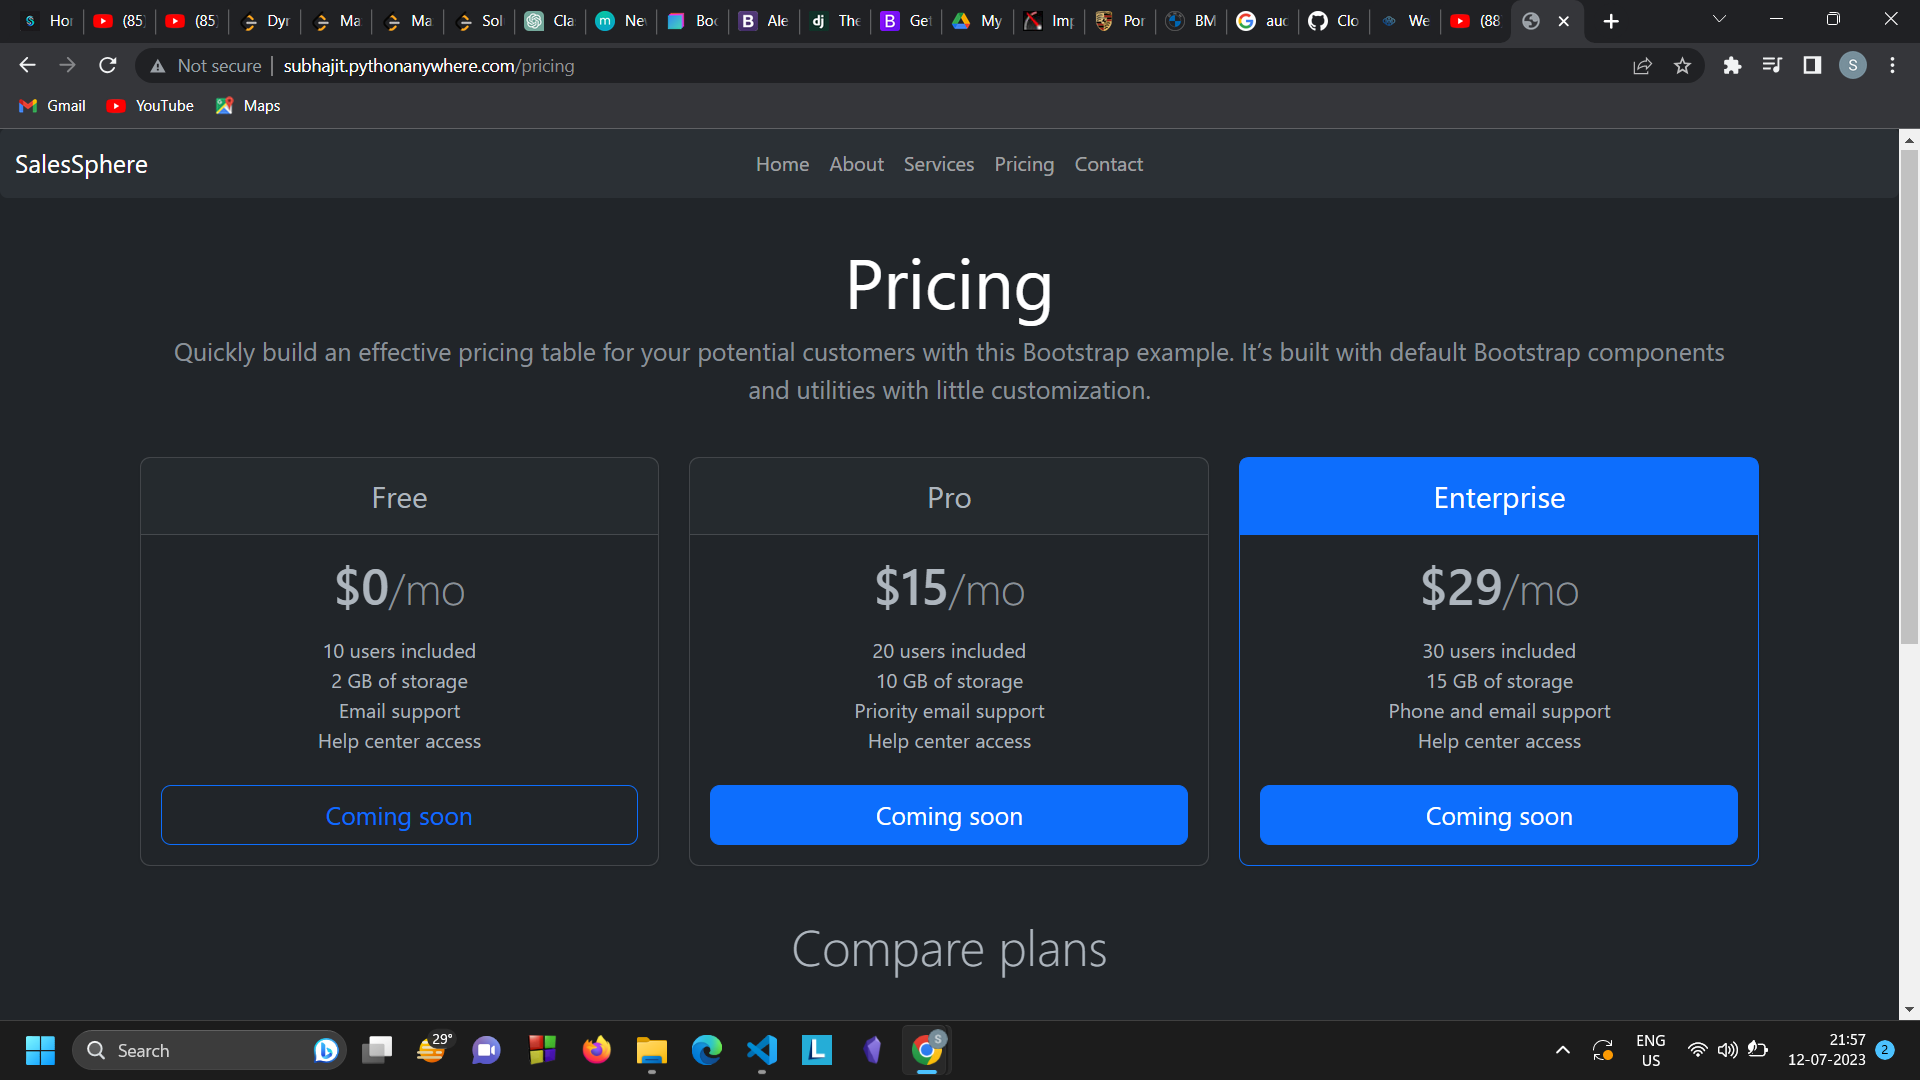 Hor
(85)
(85)
Dyr
Ma
Ma
Sol
Cla
Ne
Boo
Ale
The
Get
My
Imp
Por
BM
auc
Clo
We
(88
Not secure
subhajit.pythonanywhere.com/pricing
S
Gmail
YouTube
Maps
SalesSphere
Home
About
Services
Pricing
Contact
Pricing
Quickly build an effective pricing table for your potential customers with this Bootstrap example. It’s built with default Bootstrap components
and utilities with little customization.
Free
$0/mo
10 users included
2 GB of storage
Email support
Help center access
Coming soon
Pro
$15/mo
20 users included
10 GB of storage
Priority email support
Help center access
Coming soon
Enterprise
$29/mo
30 users included
15 GB of storage
Phone and email support
Help center access
Coming soon
Compare plans
Search
29°
L
S
ENG
US
21:57
12-07-2023
2